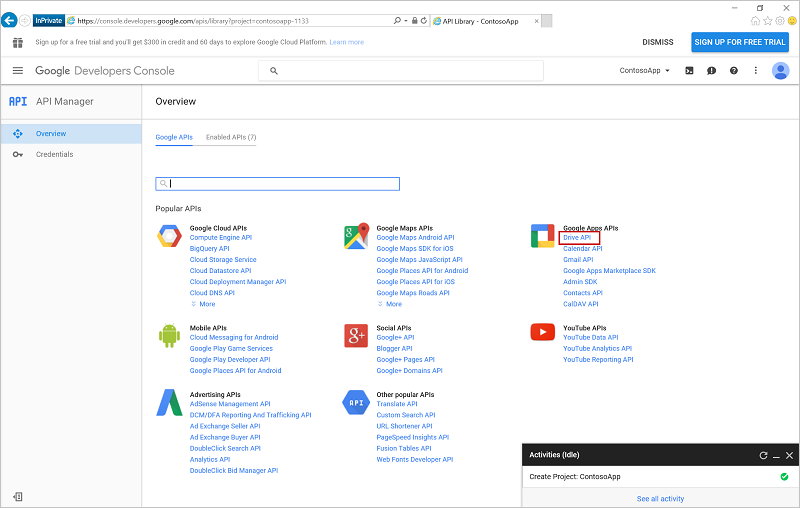 InPrivate https://console.developers.google.com/apis/library?project=contosoapp-1133 API Library - ContosoApp
Sign up for a free trial and you'll get $300 in credit and 60 days to explore Google Cloud Platform. Learn more DISMISS SIGN UP FOR FREE TRIAL
Google Developers Console ContosoApp
API API Manager Overview
Overview
Credentials
Google APIs Enabled APIs (7)
Popular APIs
Google Cloud APIs
Compute Engine API
BigQuery API
Cloud Storage Service
Cloud Datastore API
Cloud Deployment Manager API
Cloud DNS API
More
Google Maps APIs
Google Maps Android API
Google Maps SDK for iOS
Google Maps JavaScript API
Google Places API for Android
Google Places API for iOS
Google Maps Roads API
More
Google Apps APIs
Drive API
Calendar API
Gmail API
Google Apps Marketplace SDK
Admin SDK
Contacts API
CalDAV API
Mobile APIs
Cloud Messaging for Android
Google Play Game Services
Google Play Developer API
Google Places API for Android
g+
Social APIs
Google+ API
Blogger API
Google+ Pages API
Google+ Domains API
YouTube APIs
YouTube Data API
YouTube Analytics API
YouTube Reporting API
Advertising APIs
AdSense Management API
DCM/DFA Reporting And Trafficking API
Ad Exchange Seller API
Ad Exchange Buyer API
DoubleClick Search API
Analytics API
DoubleClick Bid Manager API
API
Other popular APIs
Translate API
Custom Search API
URL Shortener API
PageSpeed Insights API
Fusion Tables API
Web Fonts Developer API
Activities (Idle)
Create Project: ContosoApp
See all activity